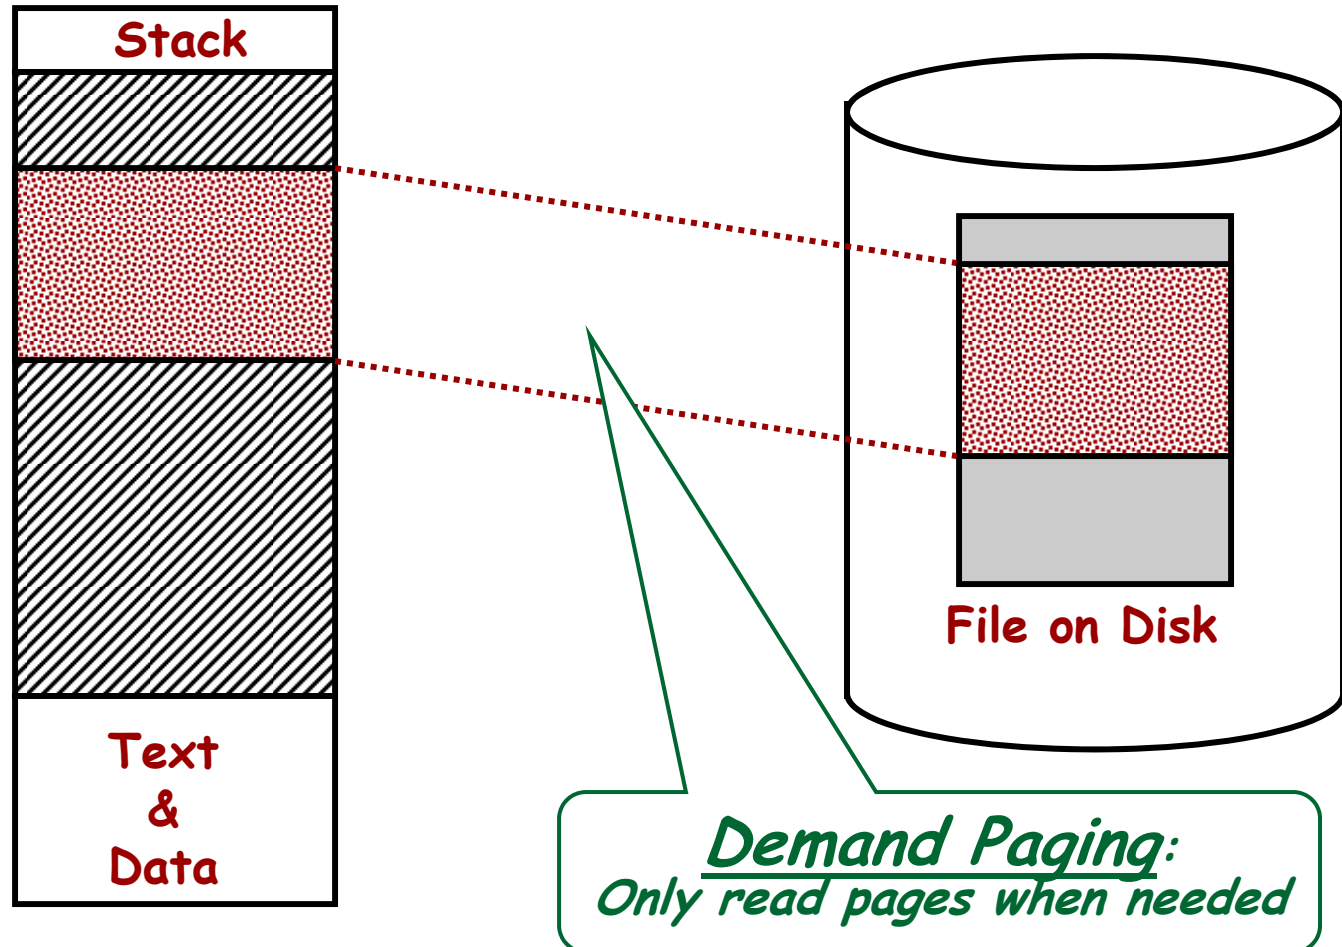 Stack
Text
&
Data
File on Disk
Demand Paging:
Only read pages when needed